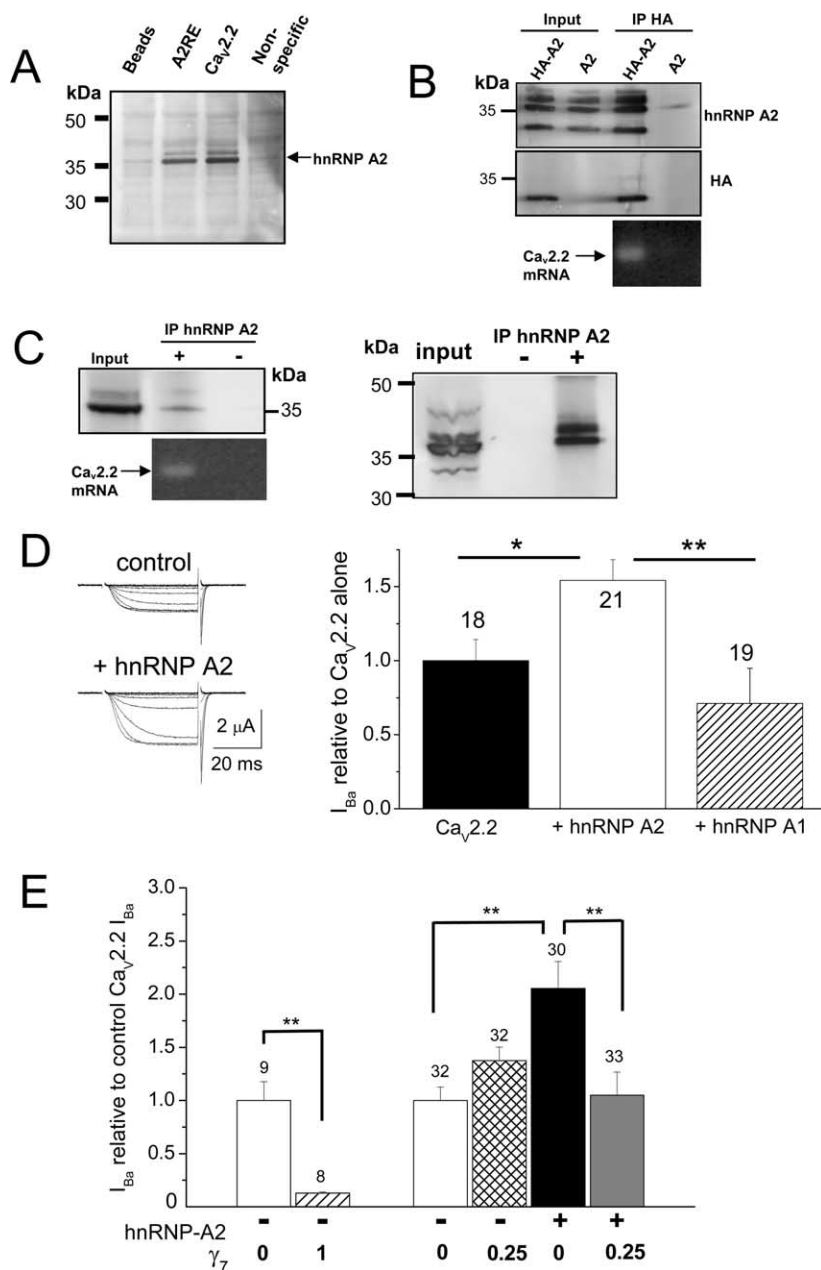 A
Beads
A2RE
CaV2.2
Non-specific
kDa
50
35
30
hnRNP A2
B
Input
IP HA
HA-A2
A2
HA-A2
A2
kDa
35
hnRNP A2
35
HA
CaV2.2
mRNA
C
IP hnRNP A2
Input
+
-
kDa
35
CaV2.2
mRNA
kDa
input
IP hnRNP A2
-
+
50
35
30
D
control
+ hnRNP A2
2 μA
20 ms
IBa relative to CaV2.2 alone
1.5
1.0
0.5
0.0
*
**
18
21
19
CaV2.2
+ hnRNP A2
+ hnRNP A1
E
IBa relative to control CaV2.2 IBa
3.0
2.5
2.0
1.5
1.0
0.5
0
**
**
**
9
8
32
32
30
33
hnRNP-A2
- - - - + +
γ7
0 1 0 0.25 0 0.25